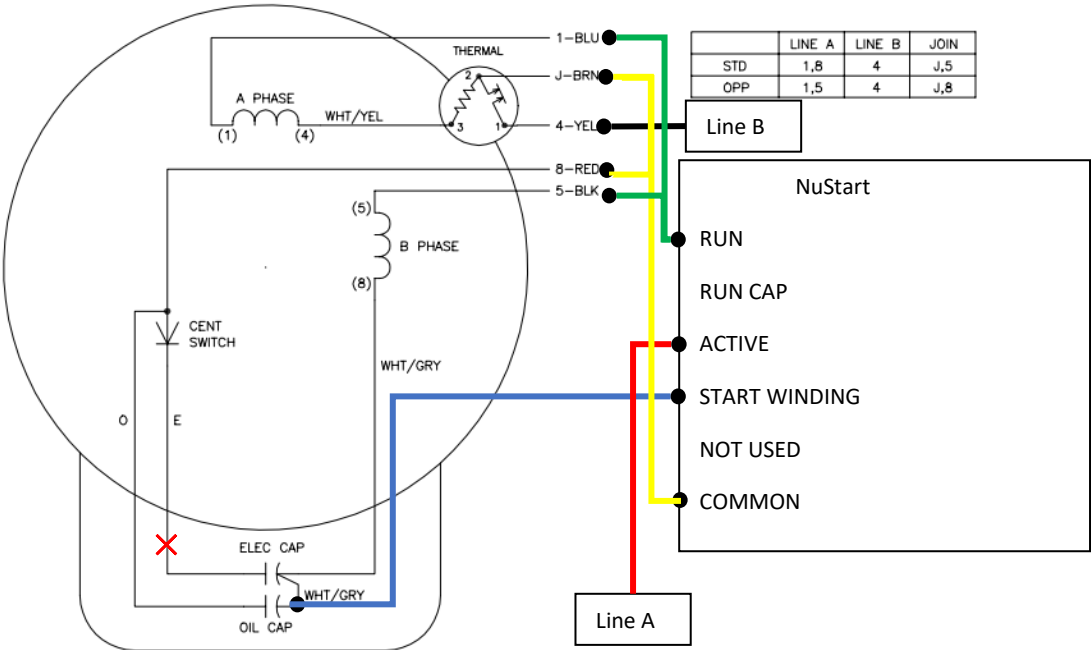 1-BLU
THERMAL
J-BRN
2
A PHASE
WHT/YEL
(1)
(4)
3
1
4-YEL
8-RED
5-BLK
LINE A LINE B JOIN
STD 1,8 4 J,5
OPP 1,5 4 J,8
Line B
NuStart
(5)
B PHASE
(8)
RUN
RUN CAP
ACTIVE
START WINDING
NOT USED
COMMON
CENT
SWITCH
WHT/GRY
O
E
ELEC CAP
WHT/GRY
OIL CAP
Line A